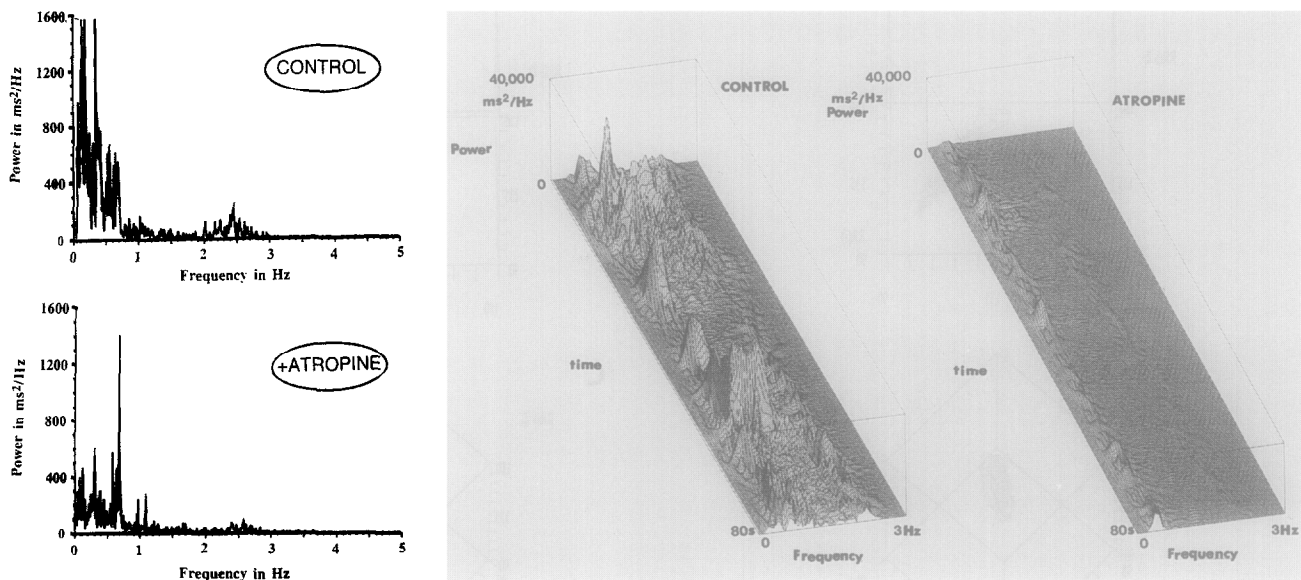 1600
1200
800
400
0
Power in ms²/Hz
CONTROL
0 1 2 3 4 5
Frequency in Hz
1600
1200
800
400
0
Power in ms²/Hz
+ATROPINE
0 1 2 3 4 5
Frequency in Hz
40,000
ms²/Hz
Power
0
CONTROL
time
80s
0
Frequency
3Hz
40,000
ms²/Hz
Power
0
ATROPINE
time
80s
0
Frequency
3Hz